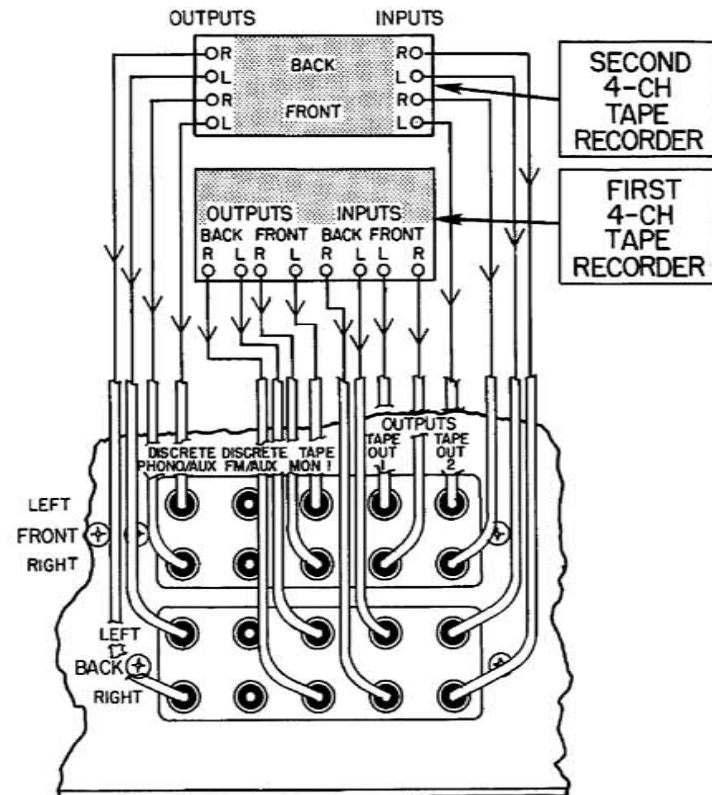 OUTPUTS INPUTS
R BACK R
L L
R FRONT R
L L
SECOND
4-CH
TAPE
RECORDER
OUTPUTS INPUTS
BACK FRONT BACK FRONT
R L R L R L L R
FIRST
4-CH
TAPE
RECORDER
OUTPUTS
DISCRETE DISCRETE TAPE TAPE TAPE
PHONO/AUX FM/AUX MON 1 OUT OUT
1 2
LEFT
FRONT
RIGHT
LEFT
BACK
RIGHT